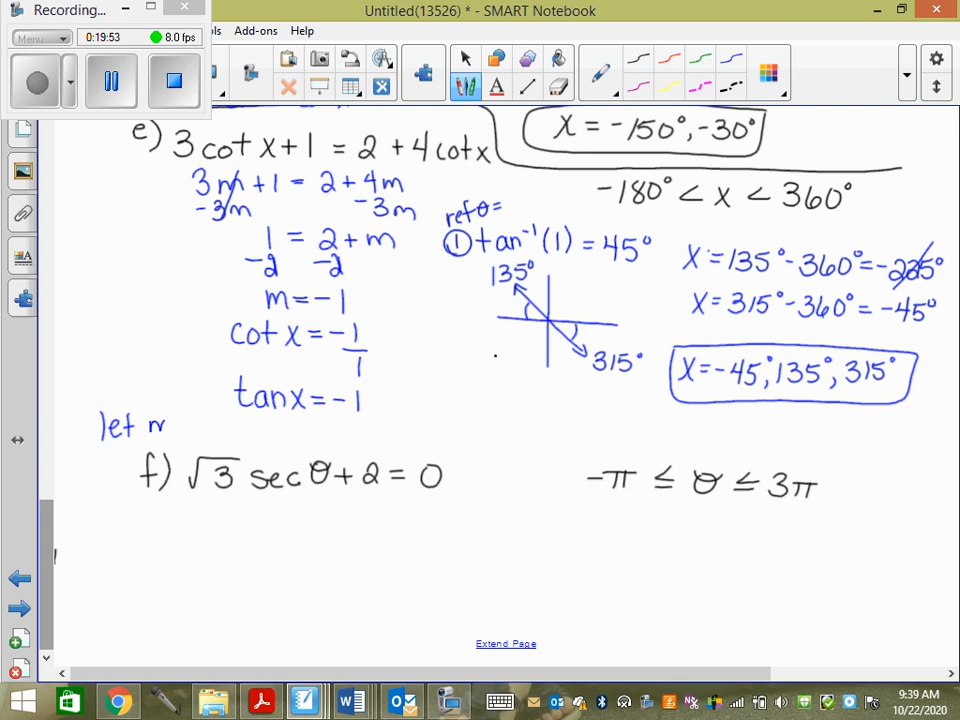 Recording...
Untitled(13526) * - SMART Notebook
Menu
0:19:53
8.0 fps
ols Add-ons Help
e) 3 cot x + 1 = 2 + 4 cot x
x = -150°, -30°
-180° < x < 360°
3m + 1 = 2 + 4m
-3m -3m
1 = 2 + m
-2 -2
m = -1
cot x = -1
1
tan x = -1
ref θ =
① tan⁻¹(1) = 45°
135°
315°
x = 135° - 360° = -225°
x = 315° - 360° = -45°
x = -45°, 135°, 315°
let m
f) √3 sec θ + 2 = 0
-π ≤ θ ≤ 3π
Extend Page
9:39 AM
10/22/2020